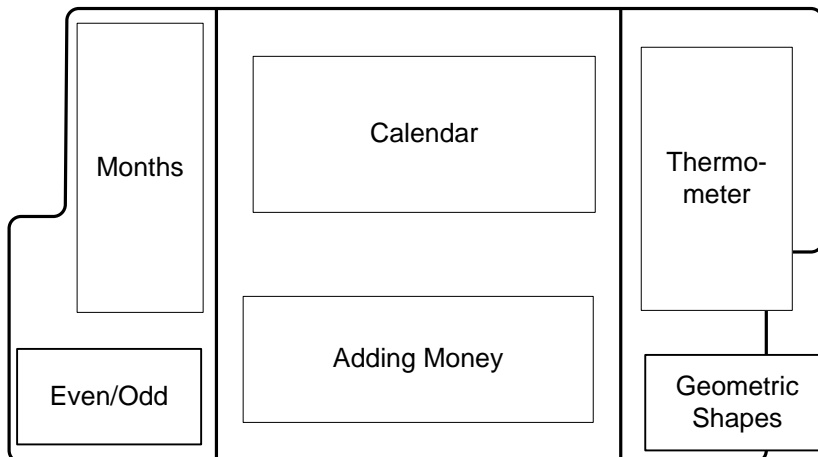 Months
Calendar
Thermo-
meter
Even/Odd
Adding Money
Geometric
Shapes